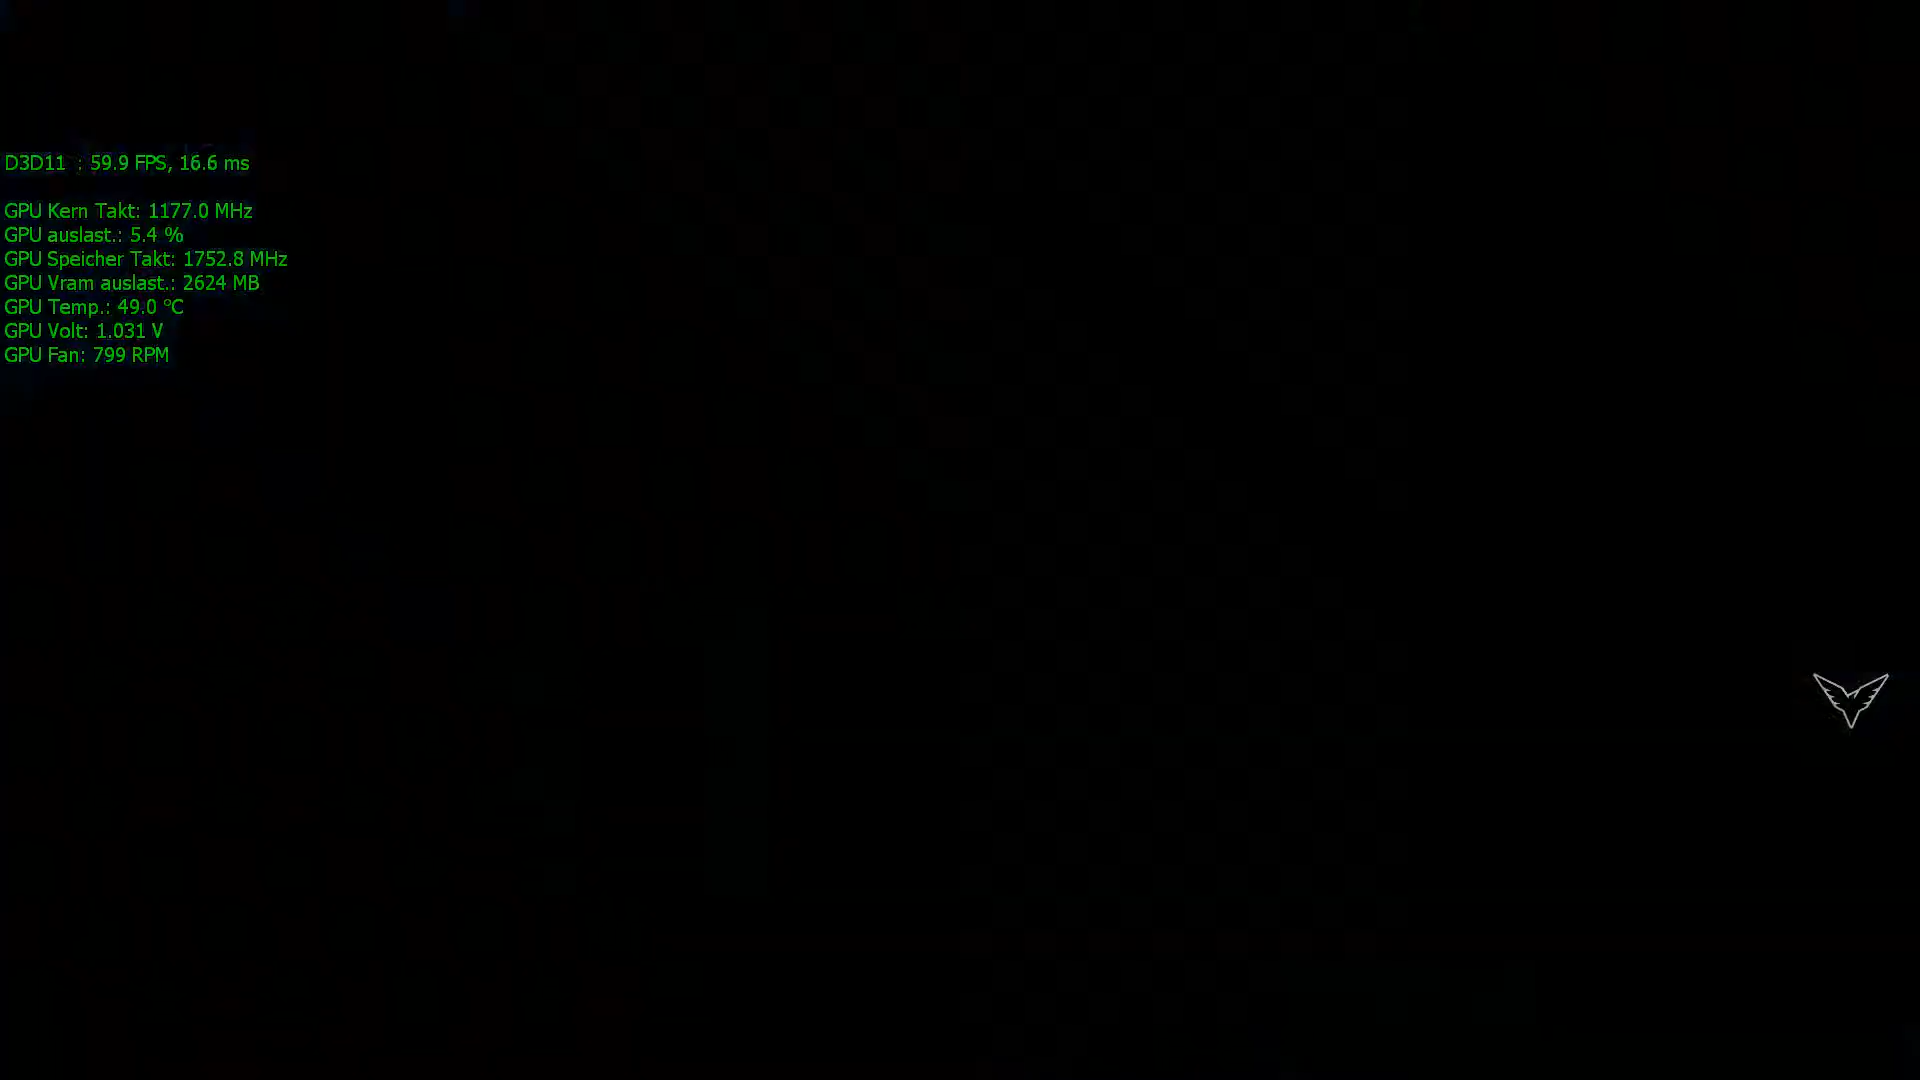 D3D11 : 59.9 FPS, 16.6 ms
GPU Kern Takt: 1177.0 MHz
GPU auslast.: 5.4 %
GPU Speicher Takt: 1752.8 MHz
GPU Vram auslast.: 2624 MB
GPU Temp.: 49.0 °C
GPU Volt: 1.031 V
GPU Fan: 799 RPM